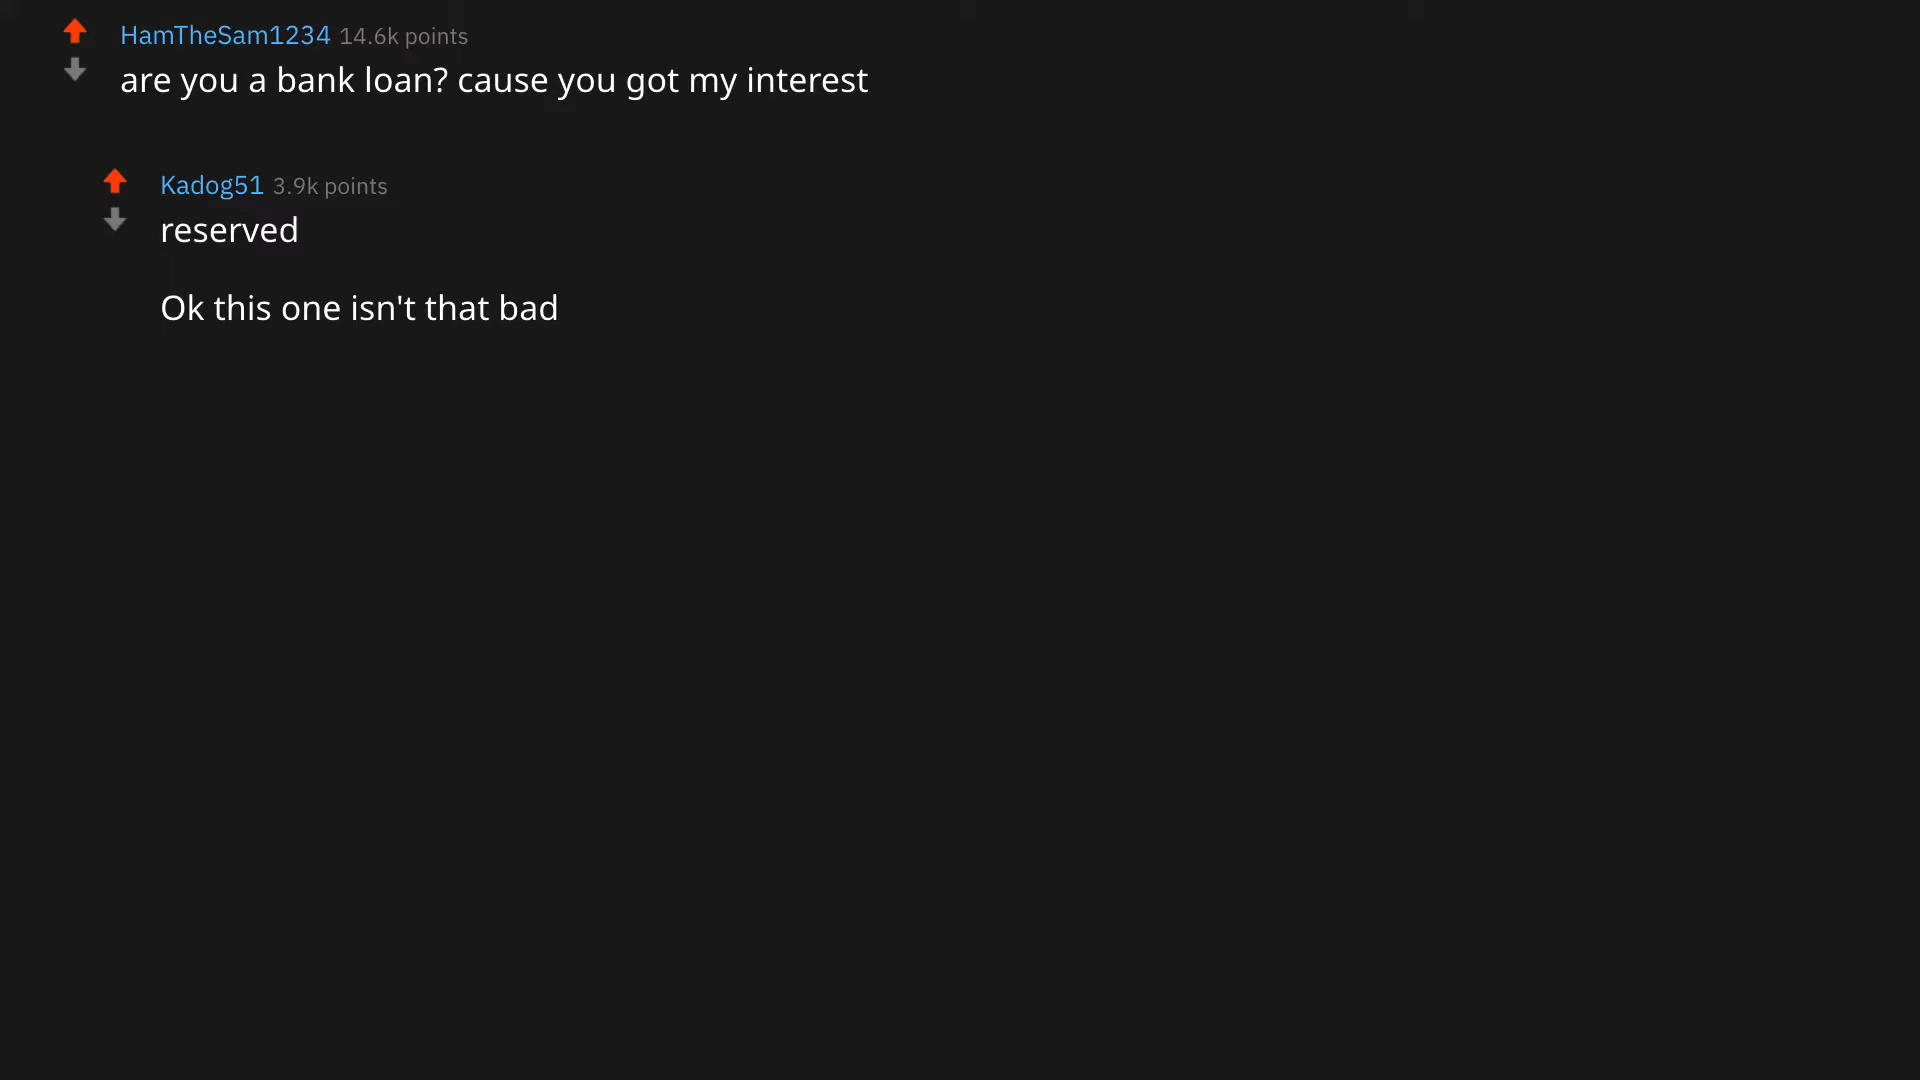 HamTheSam1234 14.6k points
are you a bank loan? cause you got my interest
Kadog51 3.9k points
reserved
Ok this one isn't that bad